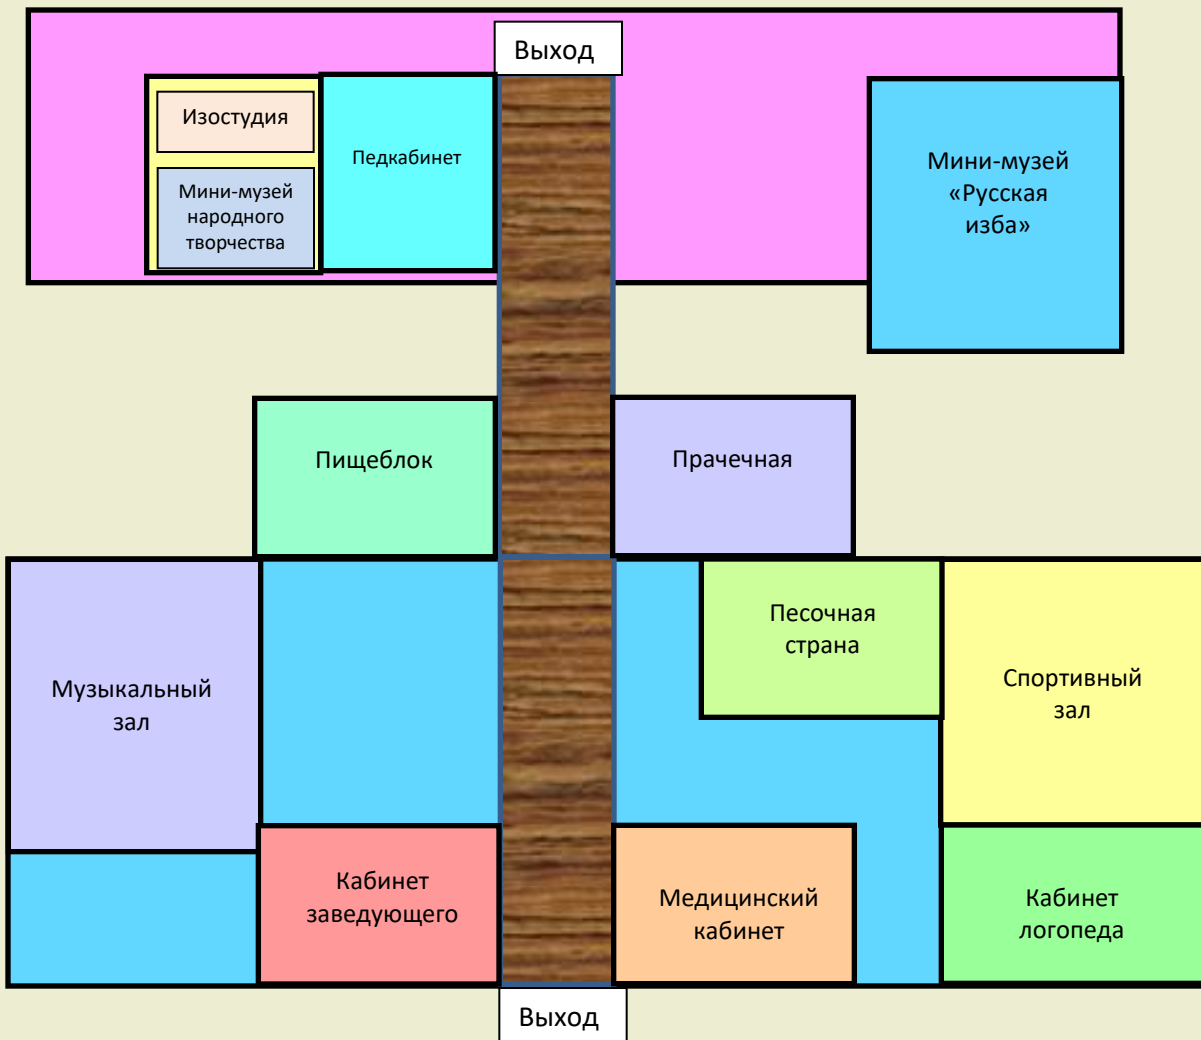 Выход
Изостудия
Педкабинет
Мини-музей
народного
творчества
Мини-музей
«Русская
изба»
Пищеблок
Прачечная
Музыкальный
зал
Песочная
страна
Спортивный
зал
Кабинет
заведующего
Медицинский
кабинет
Кабинет
логопеда
Выход